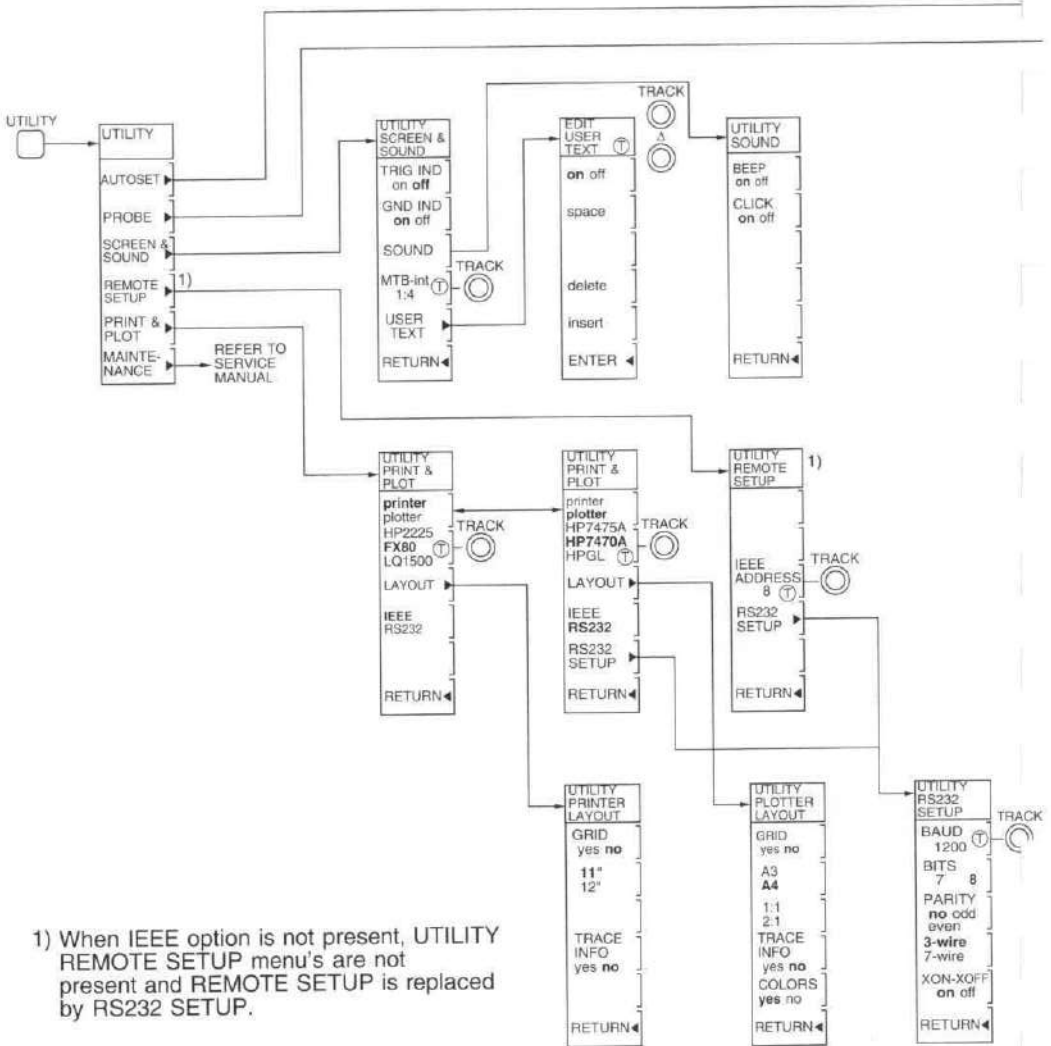 UTILITY
UTILITY
AUTOSET
PROBE
SCREEN &
SOUND
REMOTE
SETUP
1)
PRINT &
PLOT
MAINTE-
NANCE
REFER TO
SERVICE
MANUAL
UTILITY
SCREEN &
SOUND
TRIG IND
on off
GND IND
on off
SOUND
MTB-int T
1:4
TRACK
USER
TEXT
RETURN
EDIT
USER
TEXT T
on off
space
delete
insert
ENTER
TRACK
Δ
UTILITY
SOUND
BEEP
on off
CLICK
on off
RETURN
UTILITY
PRINT &
PLOT
printer
plotter
HP2225
FX80 T
LQ1500
TRACK
LAYOUT
IEEE
RS232
RETURN
UTILITY
PRINT &
PLOT
printer
plotter
HP7475A
HP7470A
HPGL T
TRACK
LAYOUT
IEEE
RS232
RS232
SETUP
RETURN
UTILITY
REMOTE
SETUP
1)
IEEE
ADDRESS
8 T
TRACK
RS232
SETUP
RETURN
UTILITY
PRINTER
LAYOUT
GRID
yes no
11"
12"
TRACE
INFO
yes no
RETURN
UTILITY
PLOTTER
LAYOUT
GRID
yes no
A3
A4
1:1
2:1
TRACE
INFO
yes no
COLORS
yes no
RETURN
UTILITY
RS232
SETUP
BAUD T
1200
TRACK
BITS
7 8
PARITY
no odd
even
3-wire
7-wire
XON-XOFF
on off
RETURN
1) When IEEE option is not present, UTILITY
REMOTE SETUP menu's are not
present and REMOTE SETUP is replaced
by RS232 SETUP.